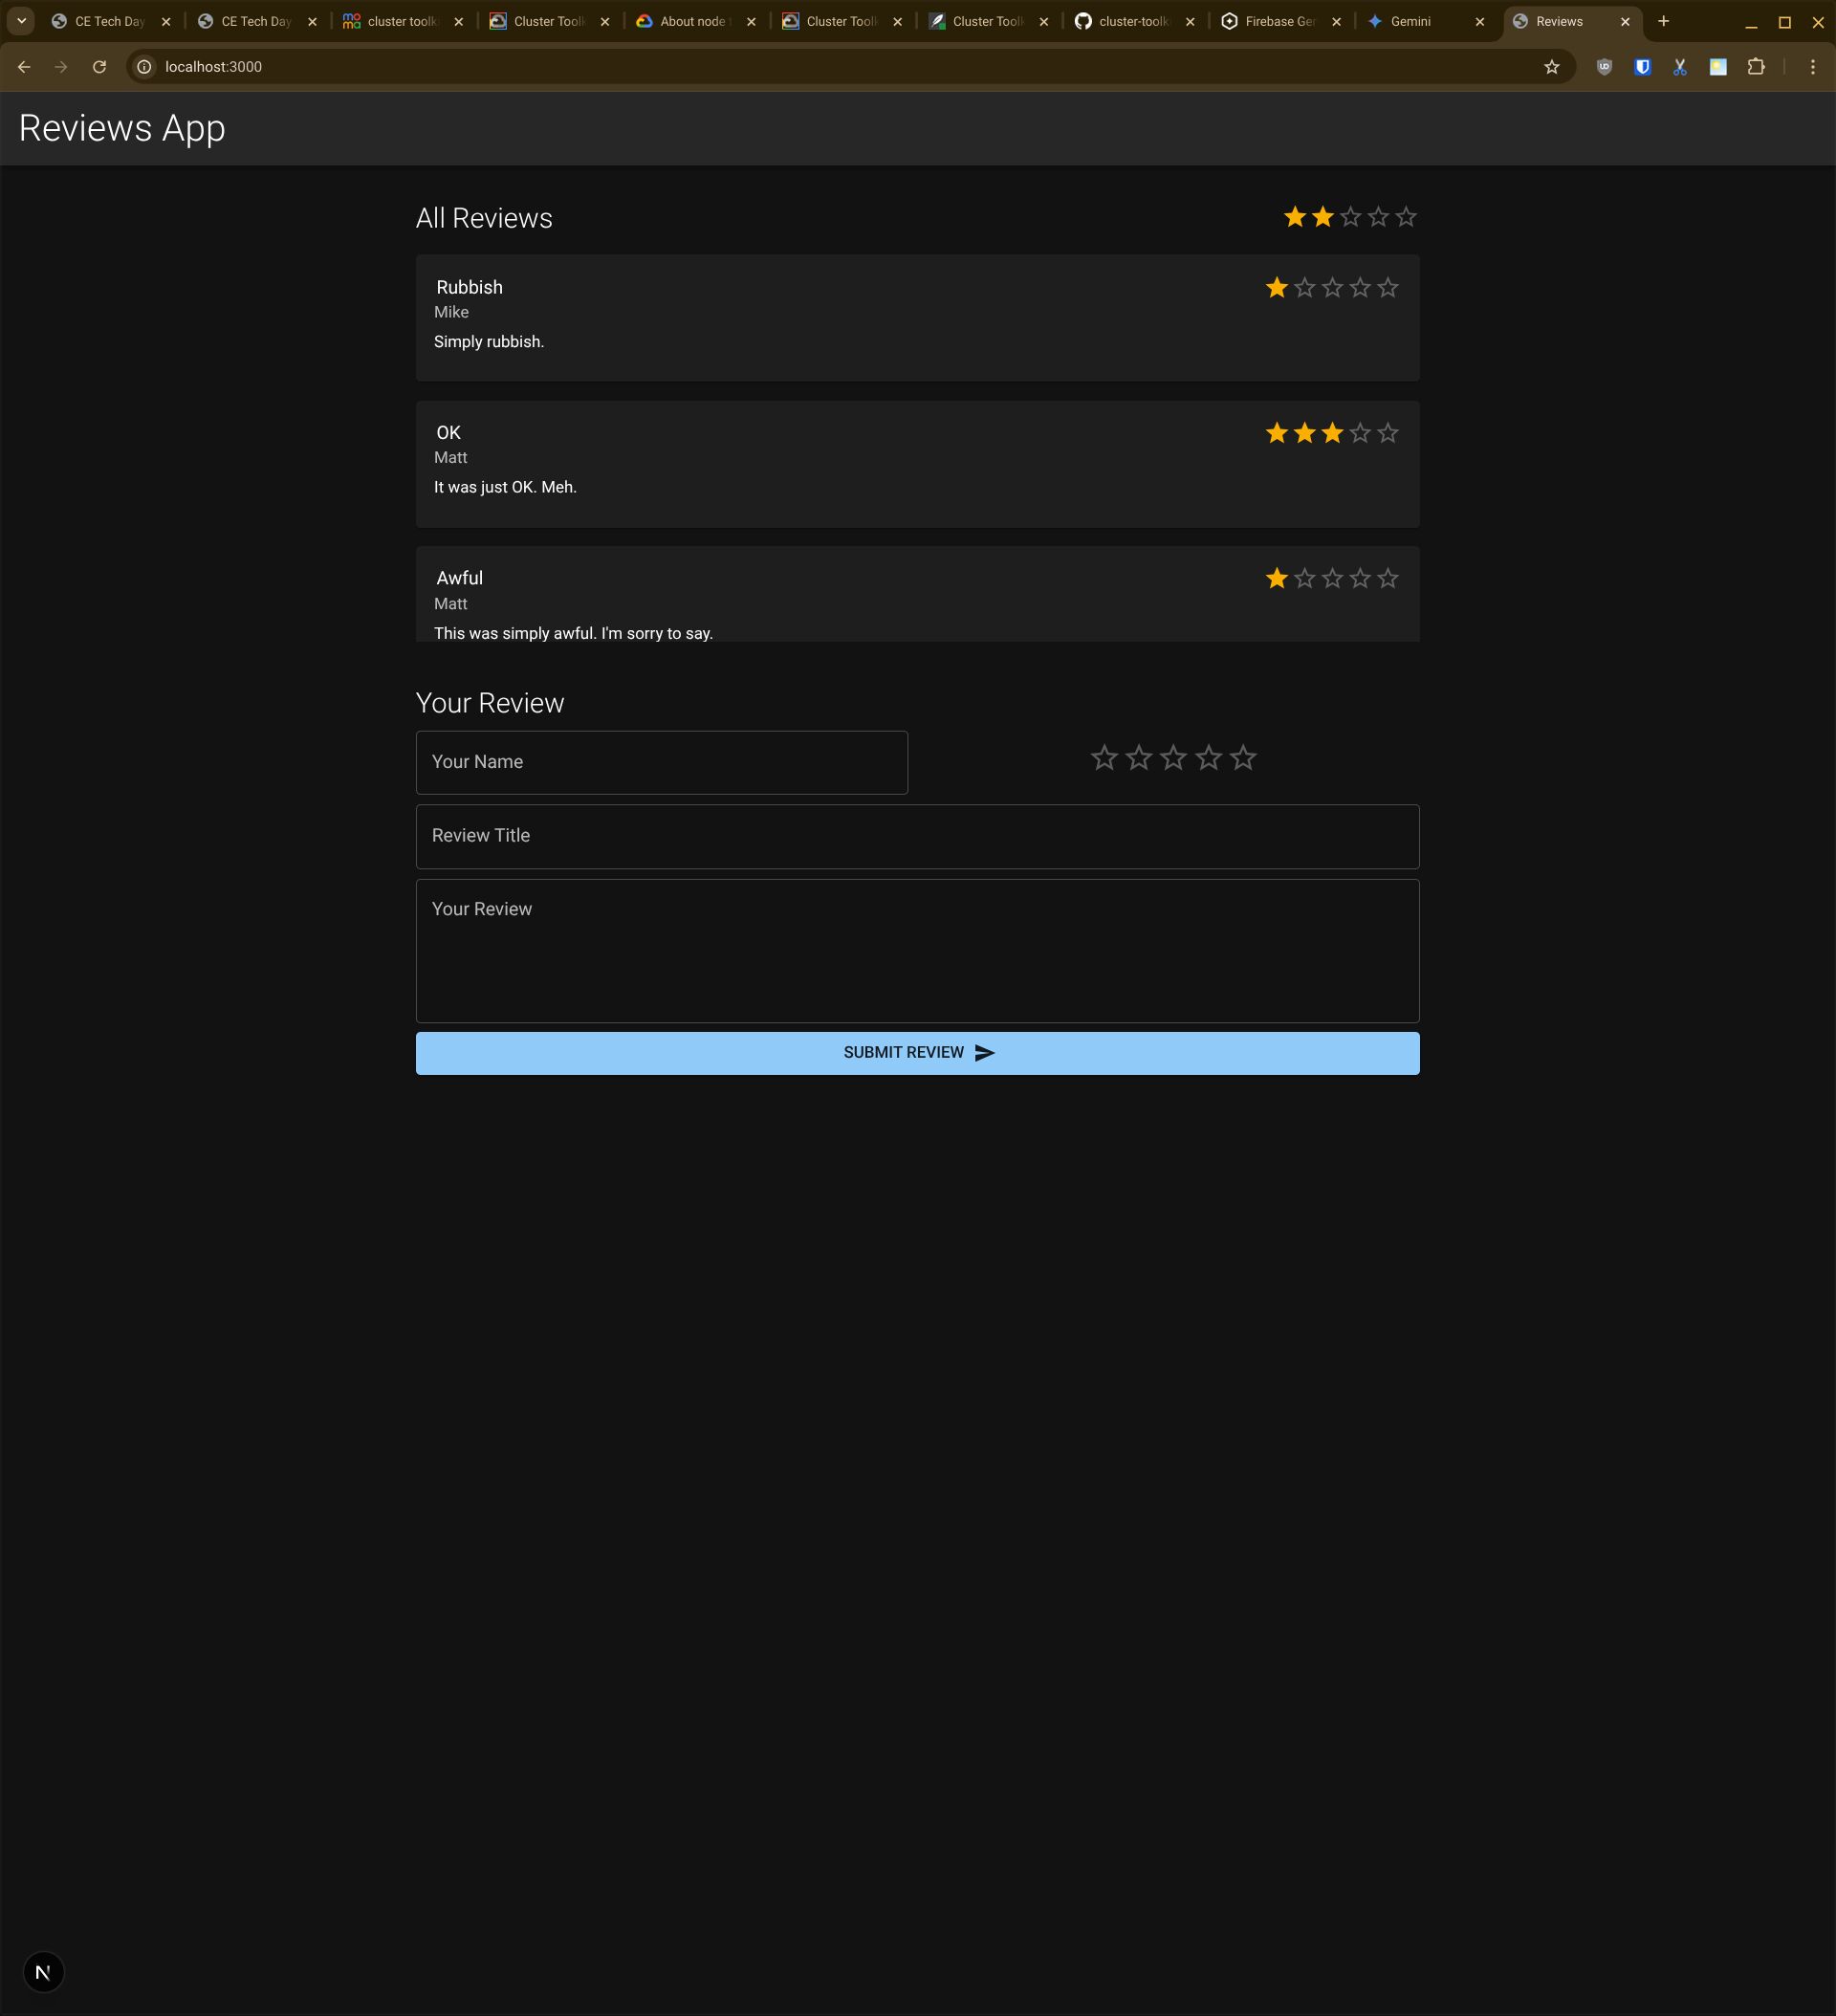 CE Tech Day
CE Tech Day
cluster toolk
Cluster Toolk
About node t
Cluster Toolk
Cluster Toolk
cluster-toolk
Firebase Gen
Gemini
Reviews
localhost:3000
Reviews App
All Reviews
Rubbish
Mike
Simply rubbish.
OK
Matt
It was just OK. Meh.
Awful
Matt
This was simply awful. I'm sorry to say.
Your Review
Your Name
Review Title
Your Review
SUBMIT REVIEW
N